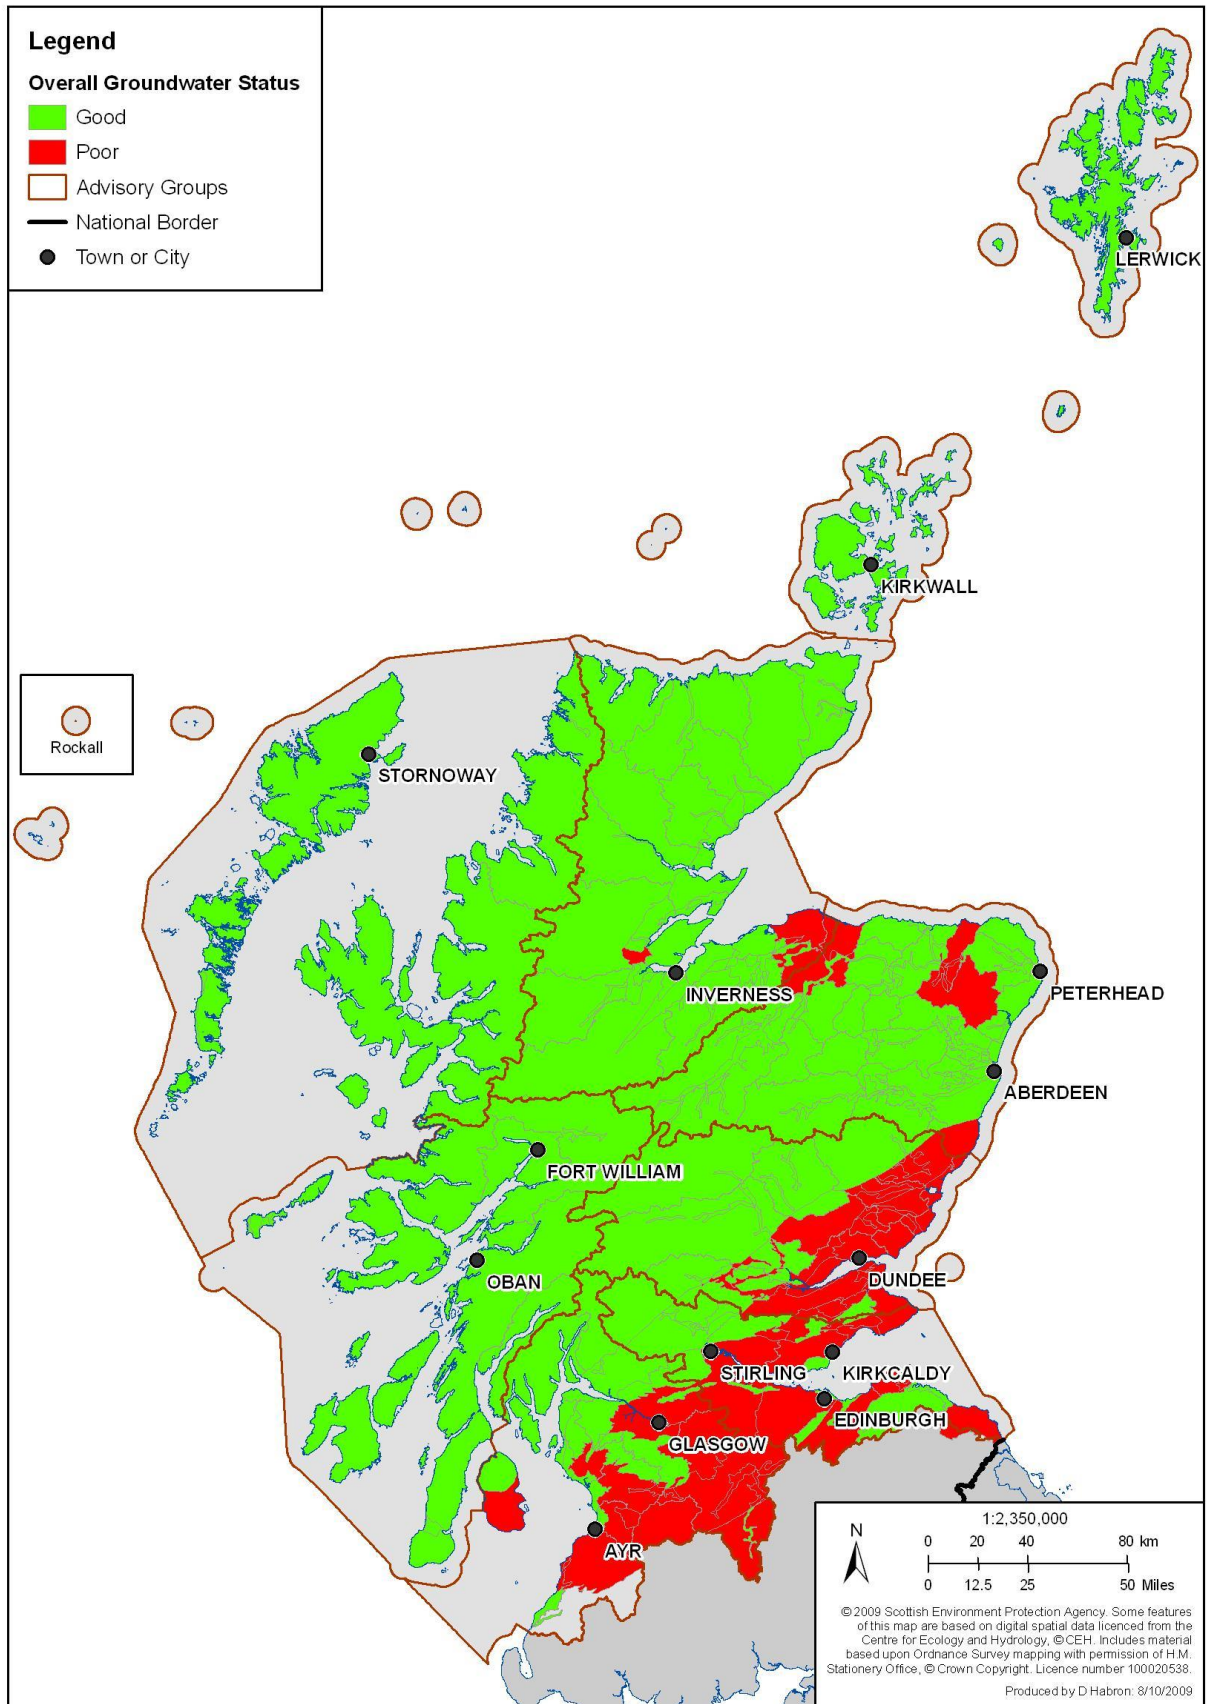 Legend
Overall Groundwater Status
Good
Poor
Advisory Groups
National Border
Town or City
LERWICK
KIRKWALL
Rockall
STORNOWAY
INVERNESS
PETERHEAD
ABERDEEN
FORT WILLIAM
OBAN
DUNDEE
STIRLING
KIRKCALDY
EDINBURGH
GLASGOW
AYR
N
1:2,350,000
0 20 40 80 km
0 12.5 25 50 Miles
© 2009 Scottish Environment Protection Agency. Some features
of this map are based on digital spatial data licenced from the
Centre for Ecology and Hydrology, © CEH. Includes material
based upon Ordnance Survey mapping with permission of H.M.
Stationery Office, © Crown Copyright. Licence number 100020538.
Produced by D Habron: 8/10/2009